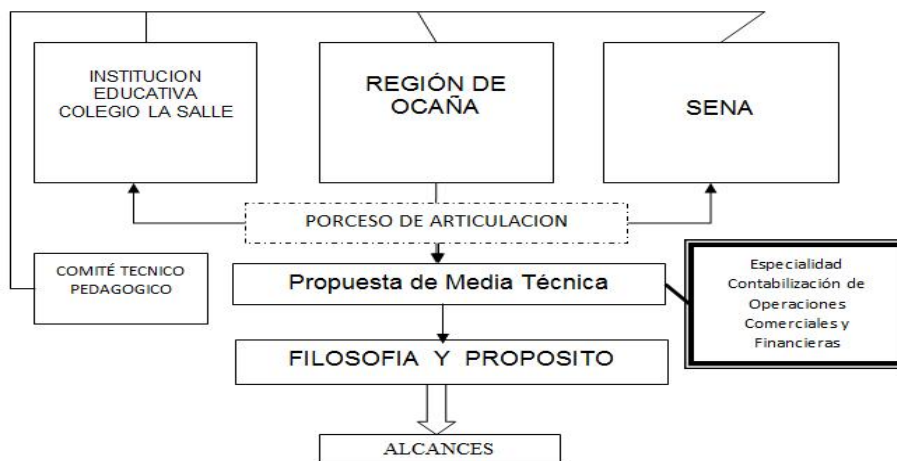 INSTITUCION
EDUCATIVA
COLEGIO LA SALLE
REGIÓN DE
OCAÑA
SENA
PORCESO DE ARTICULACION
COMITÉ TECNICO
PEDAGOGICO
Propuesta de Media Técnica
Especialidad
Contabilización de
Operaciones
Comerciales y
Financieras
FILOSOFIA Y PROPOSITO
ALCANCES